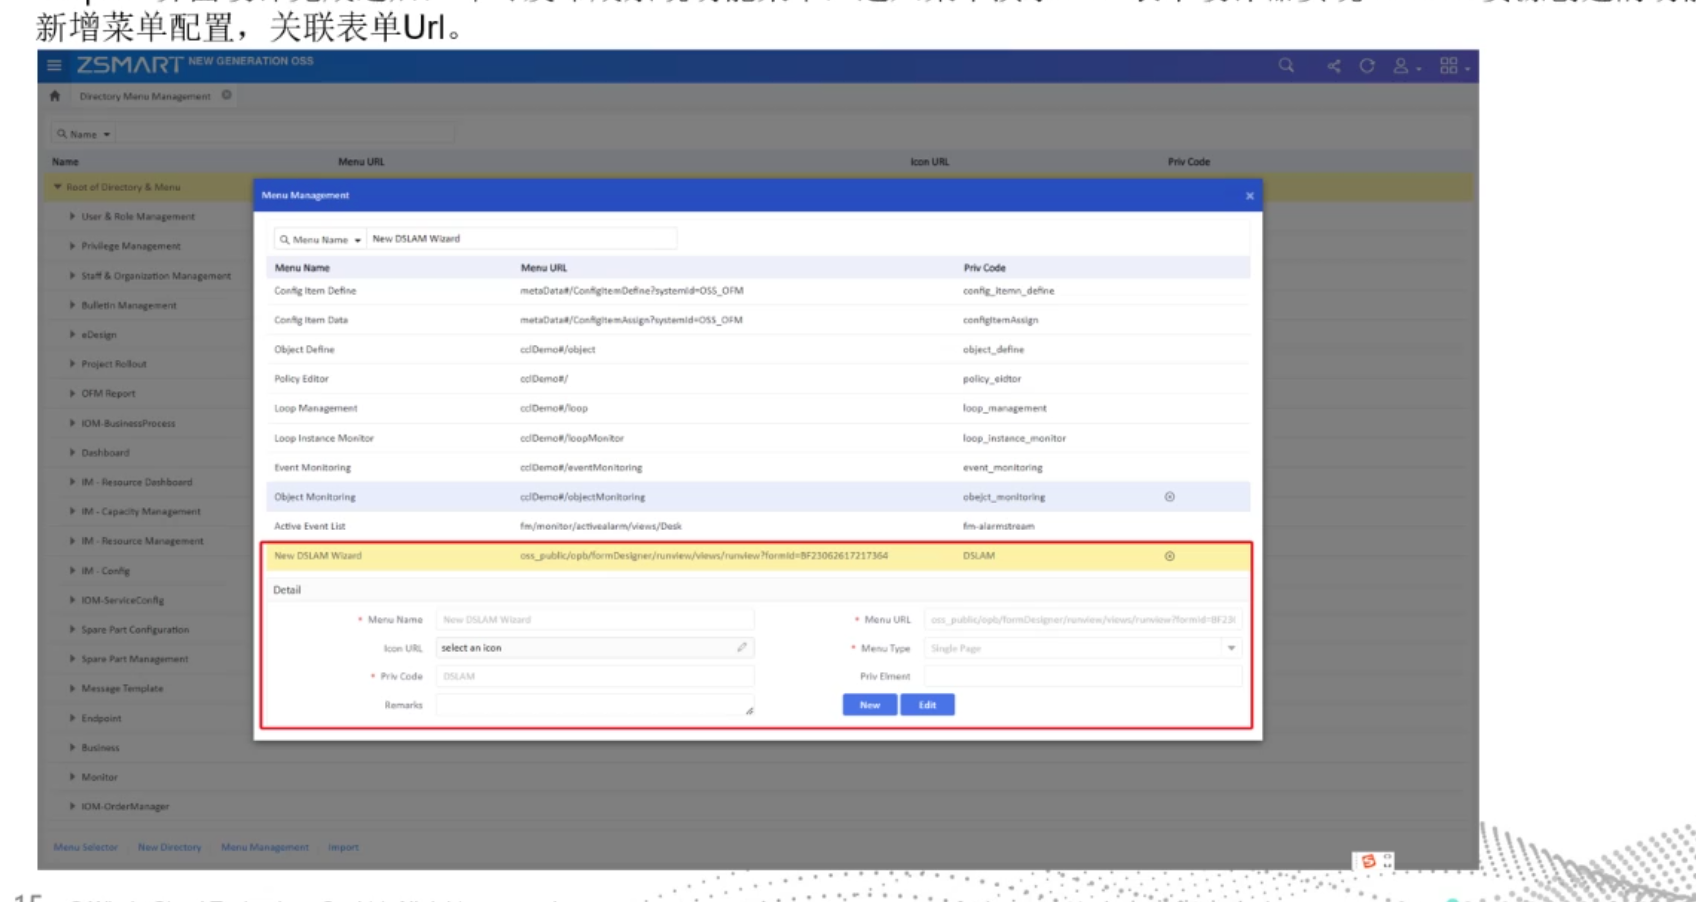 新增菜单配置，关联表单Url。
ZSMART NEW GENERATION OSS
Directory Menu Management
Name
Name Menu URL Icon URL Priv Code
Root of Directory & Menu
User & Role Management
Privilege Management
Staff & Organization Management
Bulletin Management
eDesign
Project Rollout
OFM Report
IOM-BusinessProcess
Dashboard
IM - Resource Dashboard
IM - Capacity Management
IM - Resource Management
IM - Config
IOM-ServiceConfig
Spare Part Configuration
Spare Part Management
Message Template
Endpoint
Business
Monitor
IOM-OrderManager
Menu Selector New Directory Menu Management Import
Menu Management
Menu Name New DSLAM Wizard
Menu Name Menu URL Priv Code
Config Item Define metaData#/ConfigItemDefine?systemId=OSS_OFM config_itemn_define
Config Item Data metaData#/ConfigItemAssign?systemId=OSS_OFM configItemAssign
Object Define cclDemo#/object object_define
Policy Editor cclDemo#/ policy_eidtor
Loop Management cclDemo#/loop loop_management
Loop Instance Monitor cclDemo#/loopMonitor loop_instance_monitor
Event Monitoring cclDemo#/eventMonitoring event_monitoring
Object Monitoring cclDemo#/objectMonitoring obejct_monitoring
Active Event List fm/monitor/activealarm/views/Desk fm-alarmstream
New DSLAM Wizard oss_public/opb/formDesigner/runview/views/runview?formId=BF23062617217364 DSLAM
Detail
* Menu Name New DSLAM Wizard * Menu URL oss_public/opb/formDesigner/runview/views/runview?formId=BF23(
Icon URL select an icon * Menu Type Single Page
* Priv Code DSLAM Priv Elment
Remarks New Edit